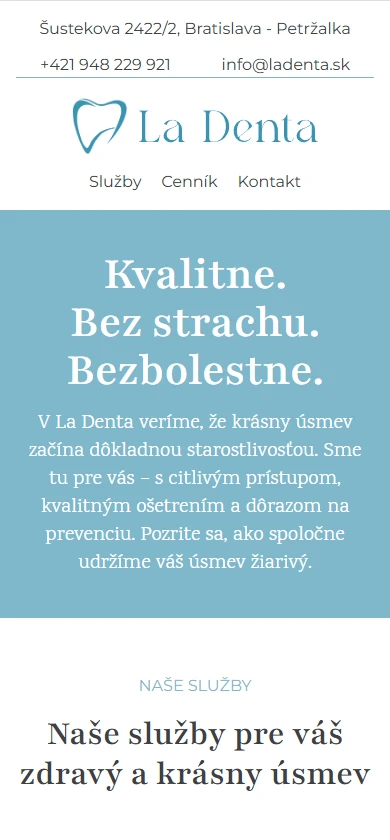 Šustekova 2422/2, Bratislava - Petržalka
+421 948 229 921 info@ladenta.sk
La Denta
Služby Cenník Kontakt
Kvalitne.
Bez strachu.
Bezbolestne.
V La Denta veríme, že krásny úsmev
začína dôkladnou starostlivosťou. Sme
tu pre vás – s citlivým prístupom,
kvalitným ošetrením a dôrazom na
prevenciu. Pozrite sa, ako spoločne
udržíme váš úsmev žiarivý.
NAŠE SLUŽBY
Naše služby pre váš
zdravý a krásny úsmev